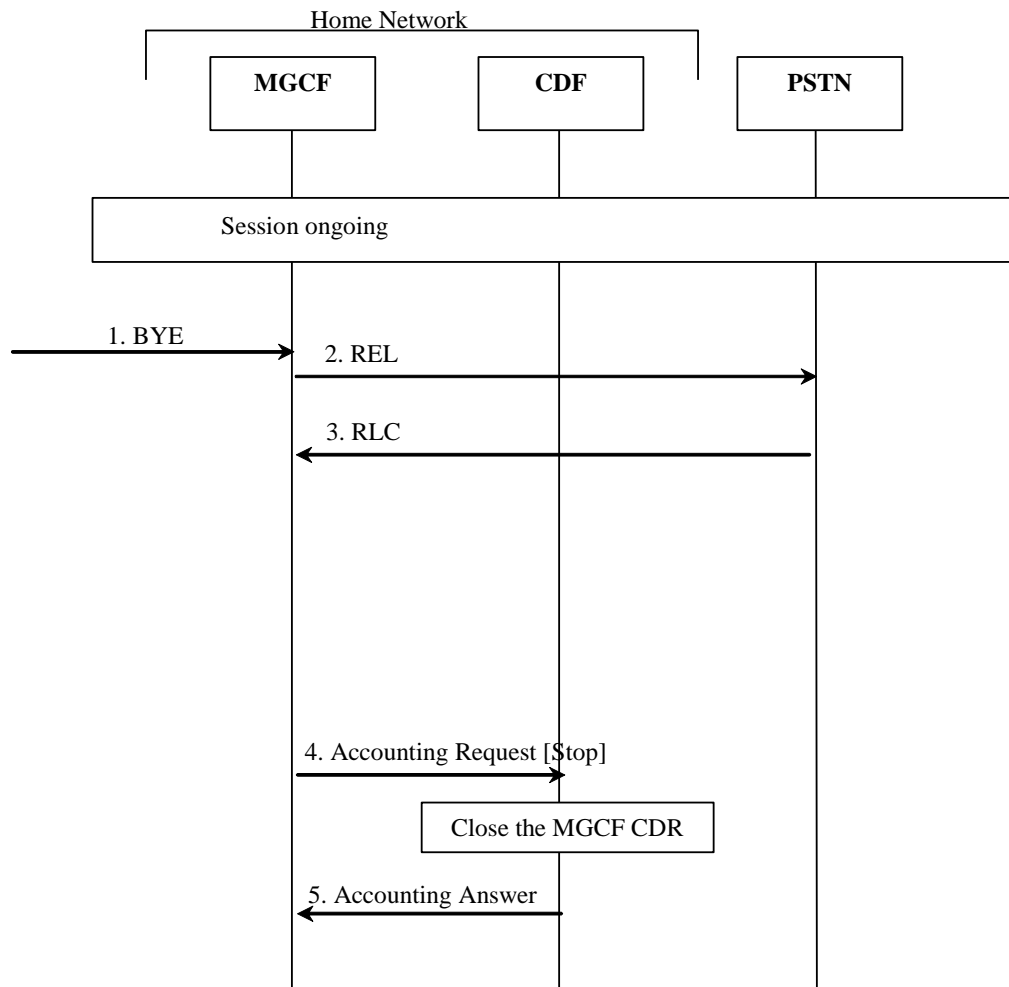 Home Network
MGCF
CDF
PSTN
Session ongoing
1. BYE
2. REL
3. RLC
4. Accounting Request [Stop]
Close the MGCF CDR
5. Accounting Answer